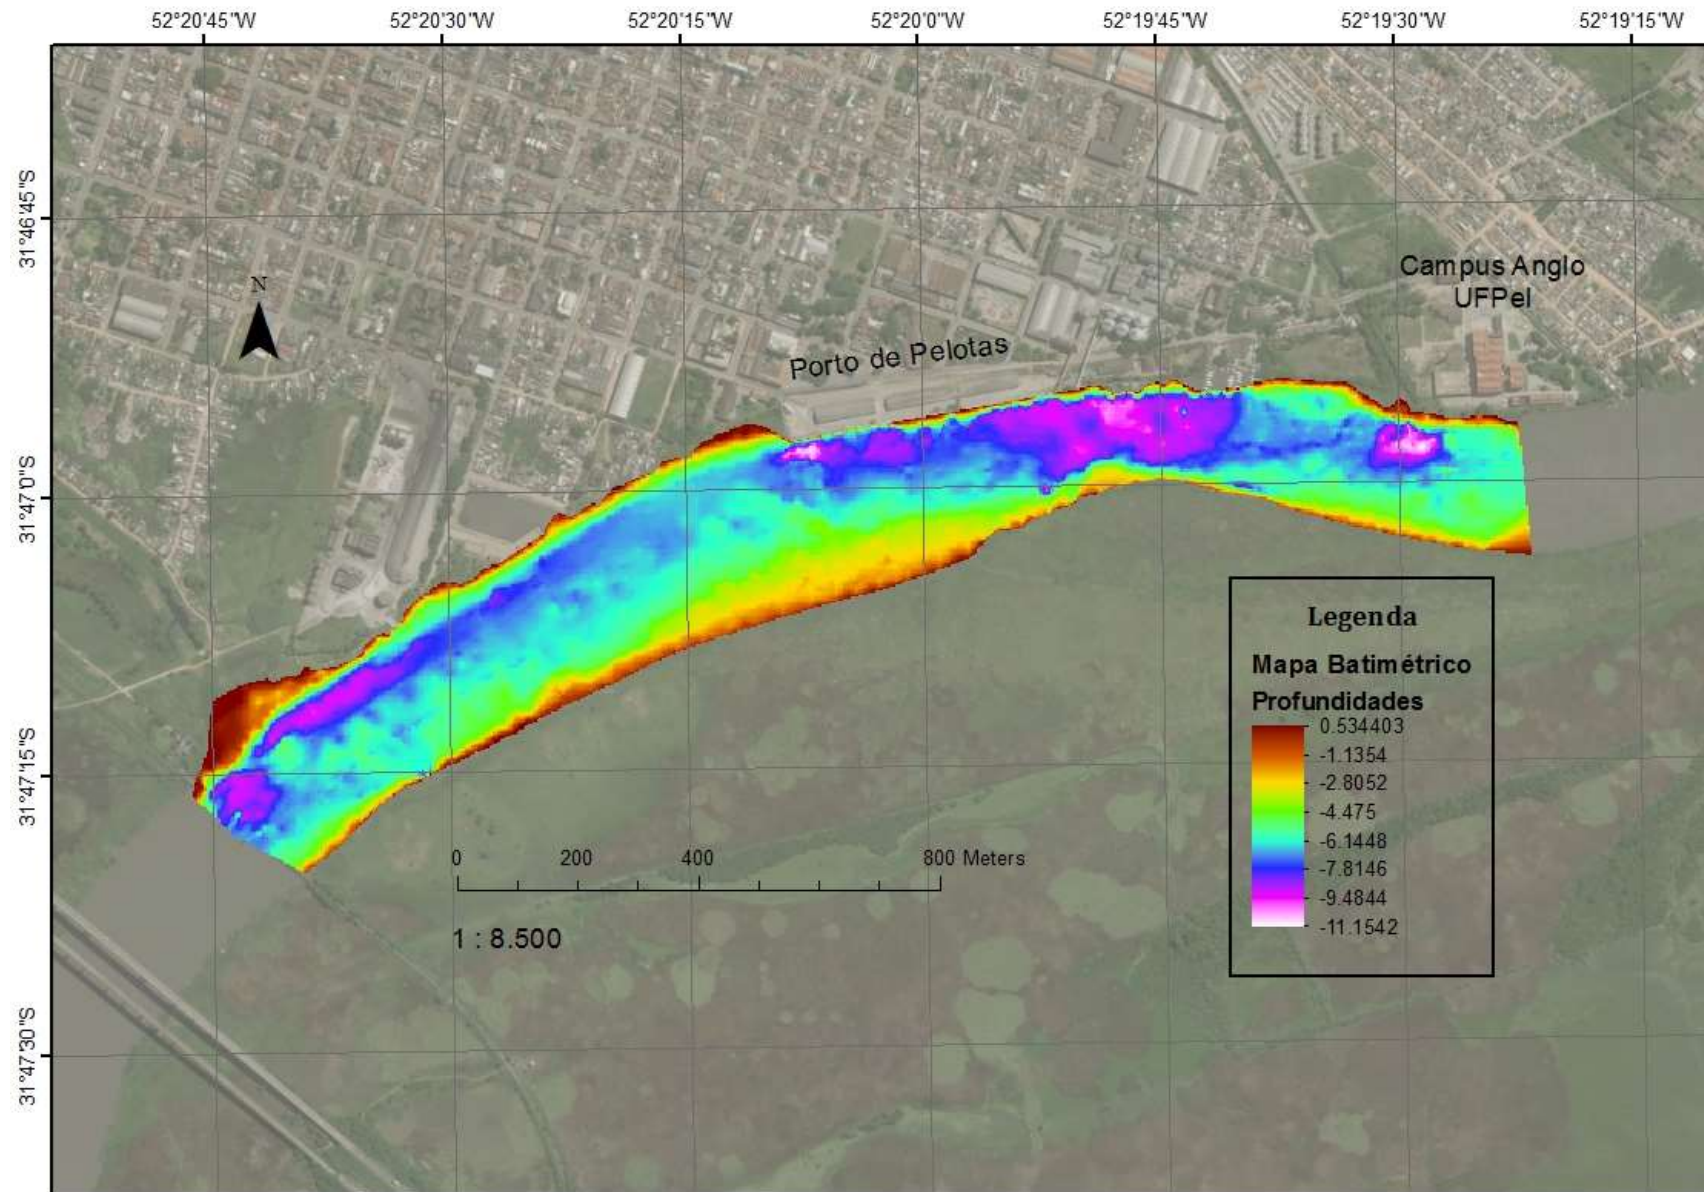 52°20'45"W 52°20'30"W 52°20'15"W 52°20'0"W 52°19'45"W 52°19'30"W 52°19'15"W
31°46'45"S
Campus Anglo
UFPel
N
Porto de Pelotas
31°47'0"S
Legenda
Mapa Batimétrico
Profundidades
0.534403
-1.1354
-2.8052
-4.475
-6.1448
-7.8146
-9.4844
-11.1542
31°47'15"S
0 200 400 800 Meters
1 : 8.500
31°47'30"S